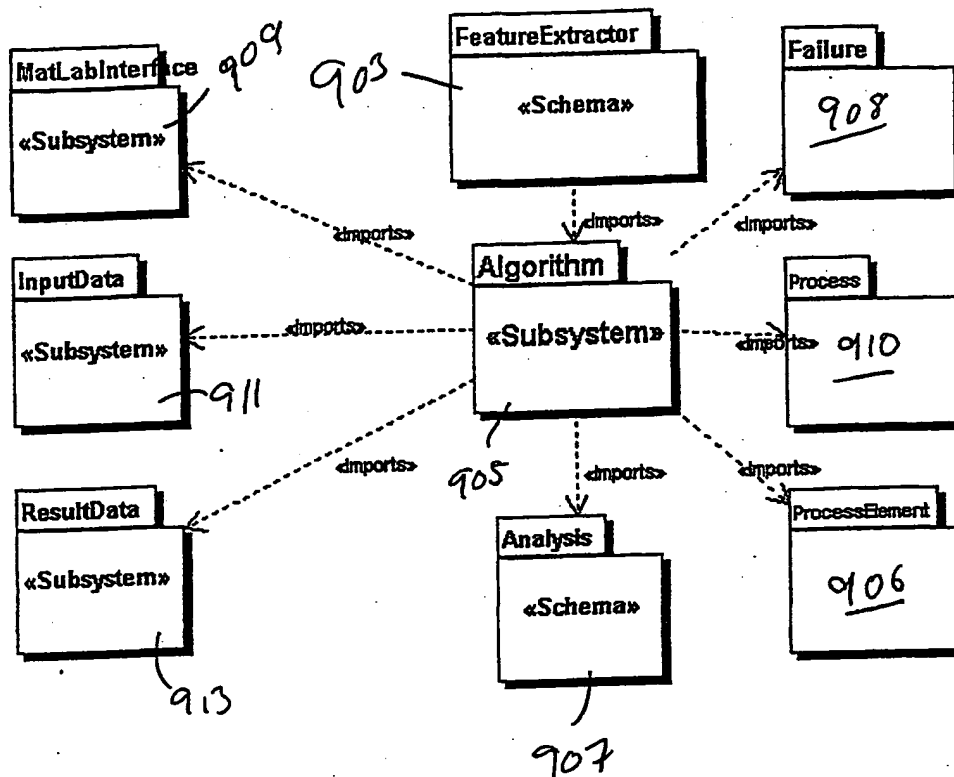 MatLabInterface
«Subsystem»
909
FeatureExtractor
«Schema»
903
Failure
908
«Imports»
«Imports»
«Imports»
InputData
«Subsystem»
911
«Imports»
Algorithm
«Subsystem»
905
Process
910
«Imports»
ResultData
«Subsystem»
913
«Imports»
«Imports»
«Imports»
Analysis
«Schema»
907
ProcessElement
906